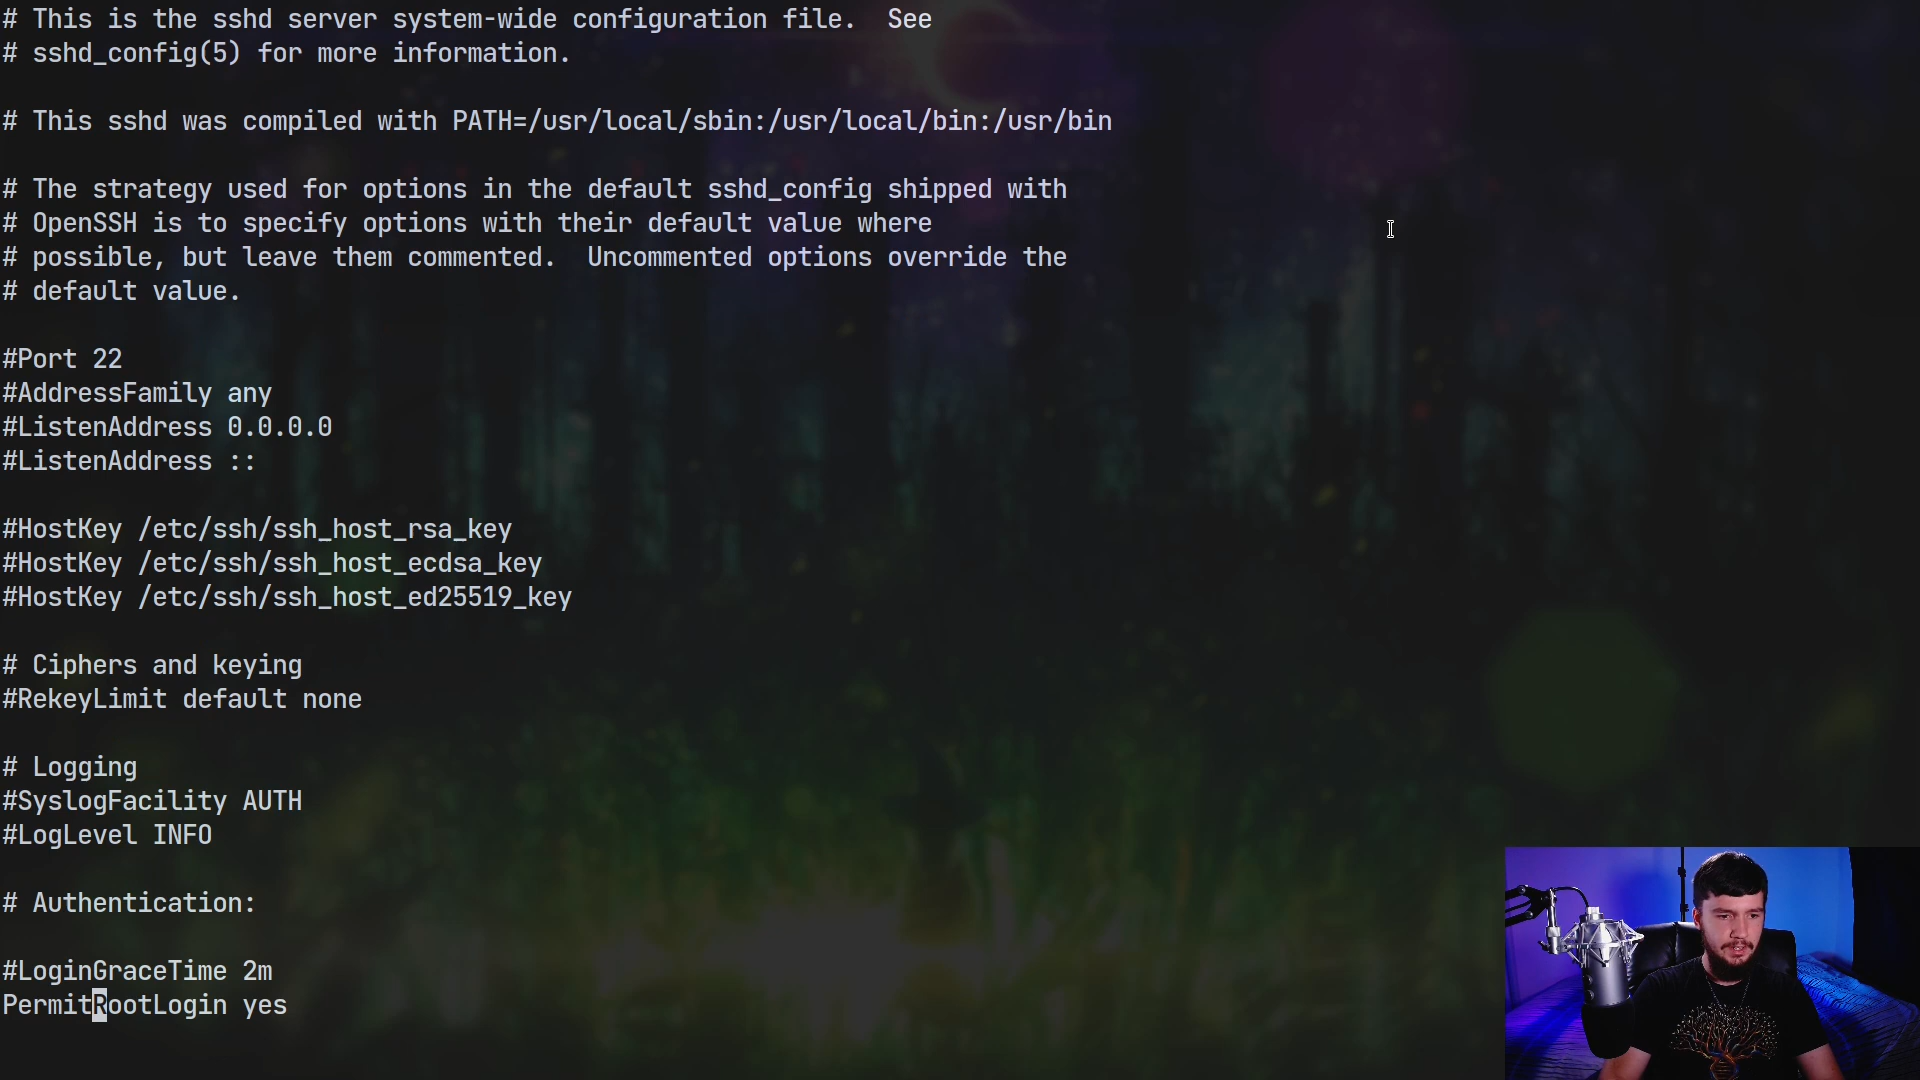 # This is the sshd server system-wide configuration file.  See
# sshd_config(5) for more information.

# This sshd was compiled with PATH=/usr/local/sbin:/usr/local/bin:/usr/bin

# The strategy used for options in the default sshd_config shipped with
# OpenSSH is to specify options with their default value where
# possible, but leave them commented.  Uncommented options override the
# default value.

#Port 22
#AddressFamily any
#ListenAddress 0.0.0.0
#ListenAddress ::

#HostKey /etc/ssh/ssh_host_rsa_key
#HostKey /etc/ssh/ssh_host_ecdsa_key
#HostKey /etc/ssh/ssh_host_ed25519_key

# Ciphers and keying
#RekeyLimit default none

# Logging
#SyslogFacility AUTH
#LogLevel INFO

# Authentication:

#LoginGraceTime 2m
PermitRootLogin yes